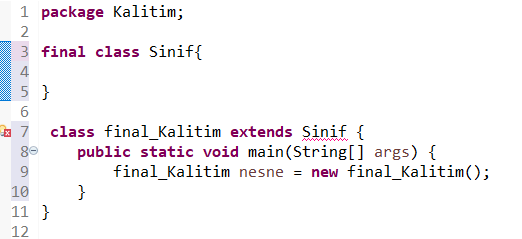 1 package Kalitim;
2
3 final class Sinif{
4
5 }
6
7 class final_Kalitim extends Sinif {
8 public static void main(String[] args) {
9 final_Kalitim nesne = new final_Kalitim();
10 }
11 }
12